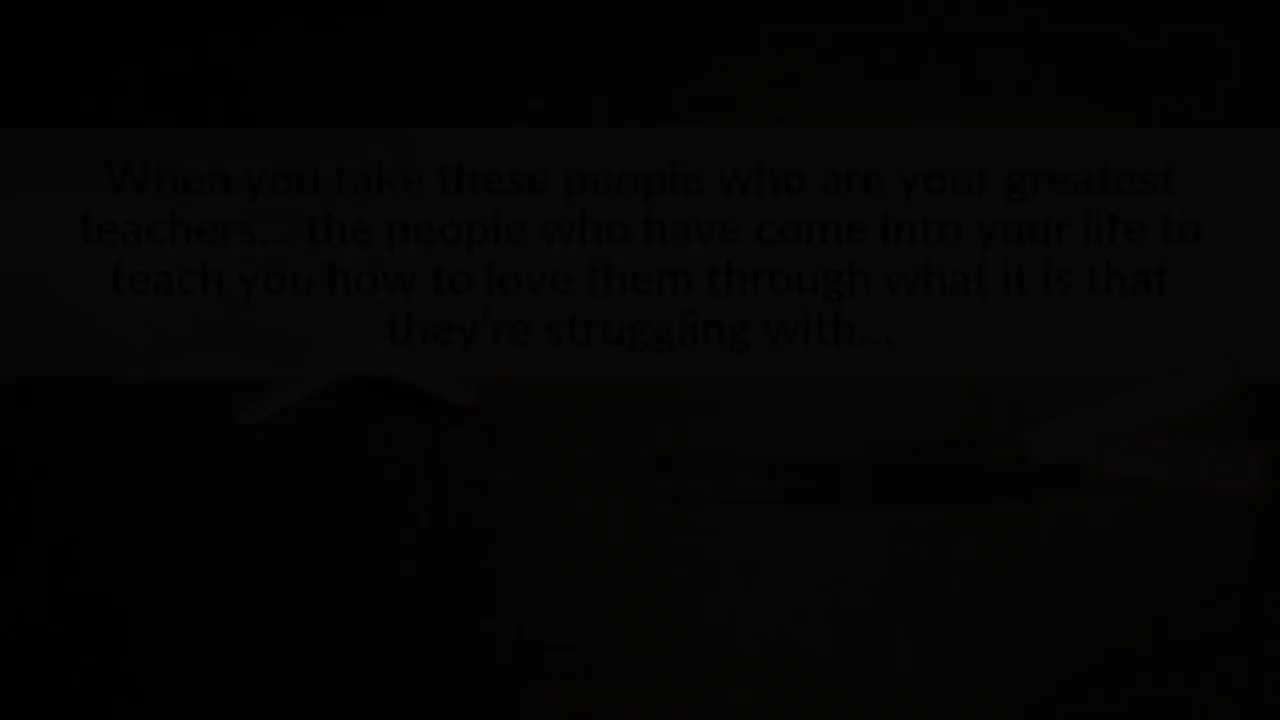 When you take these people who are your greatest
teachers... the people who have come into your life to
teach you how to love them through what it is that
they're struggling with...